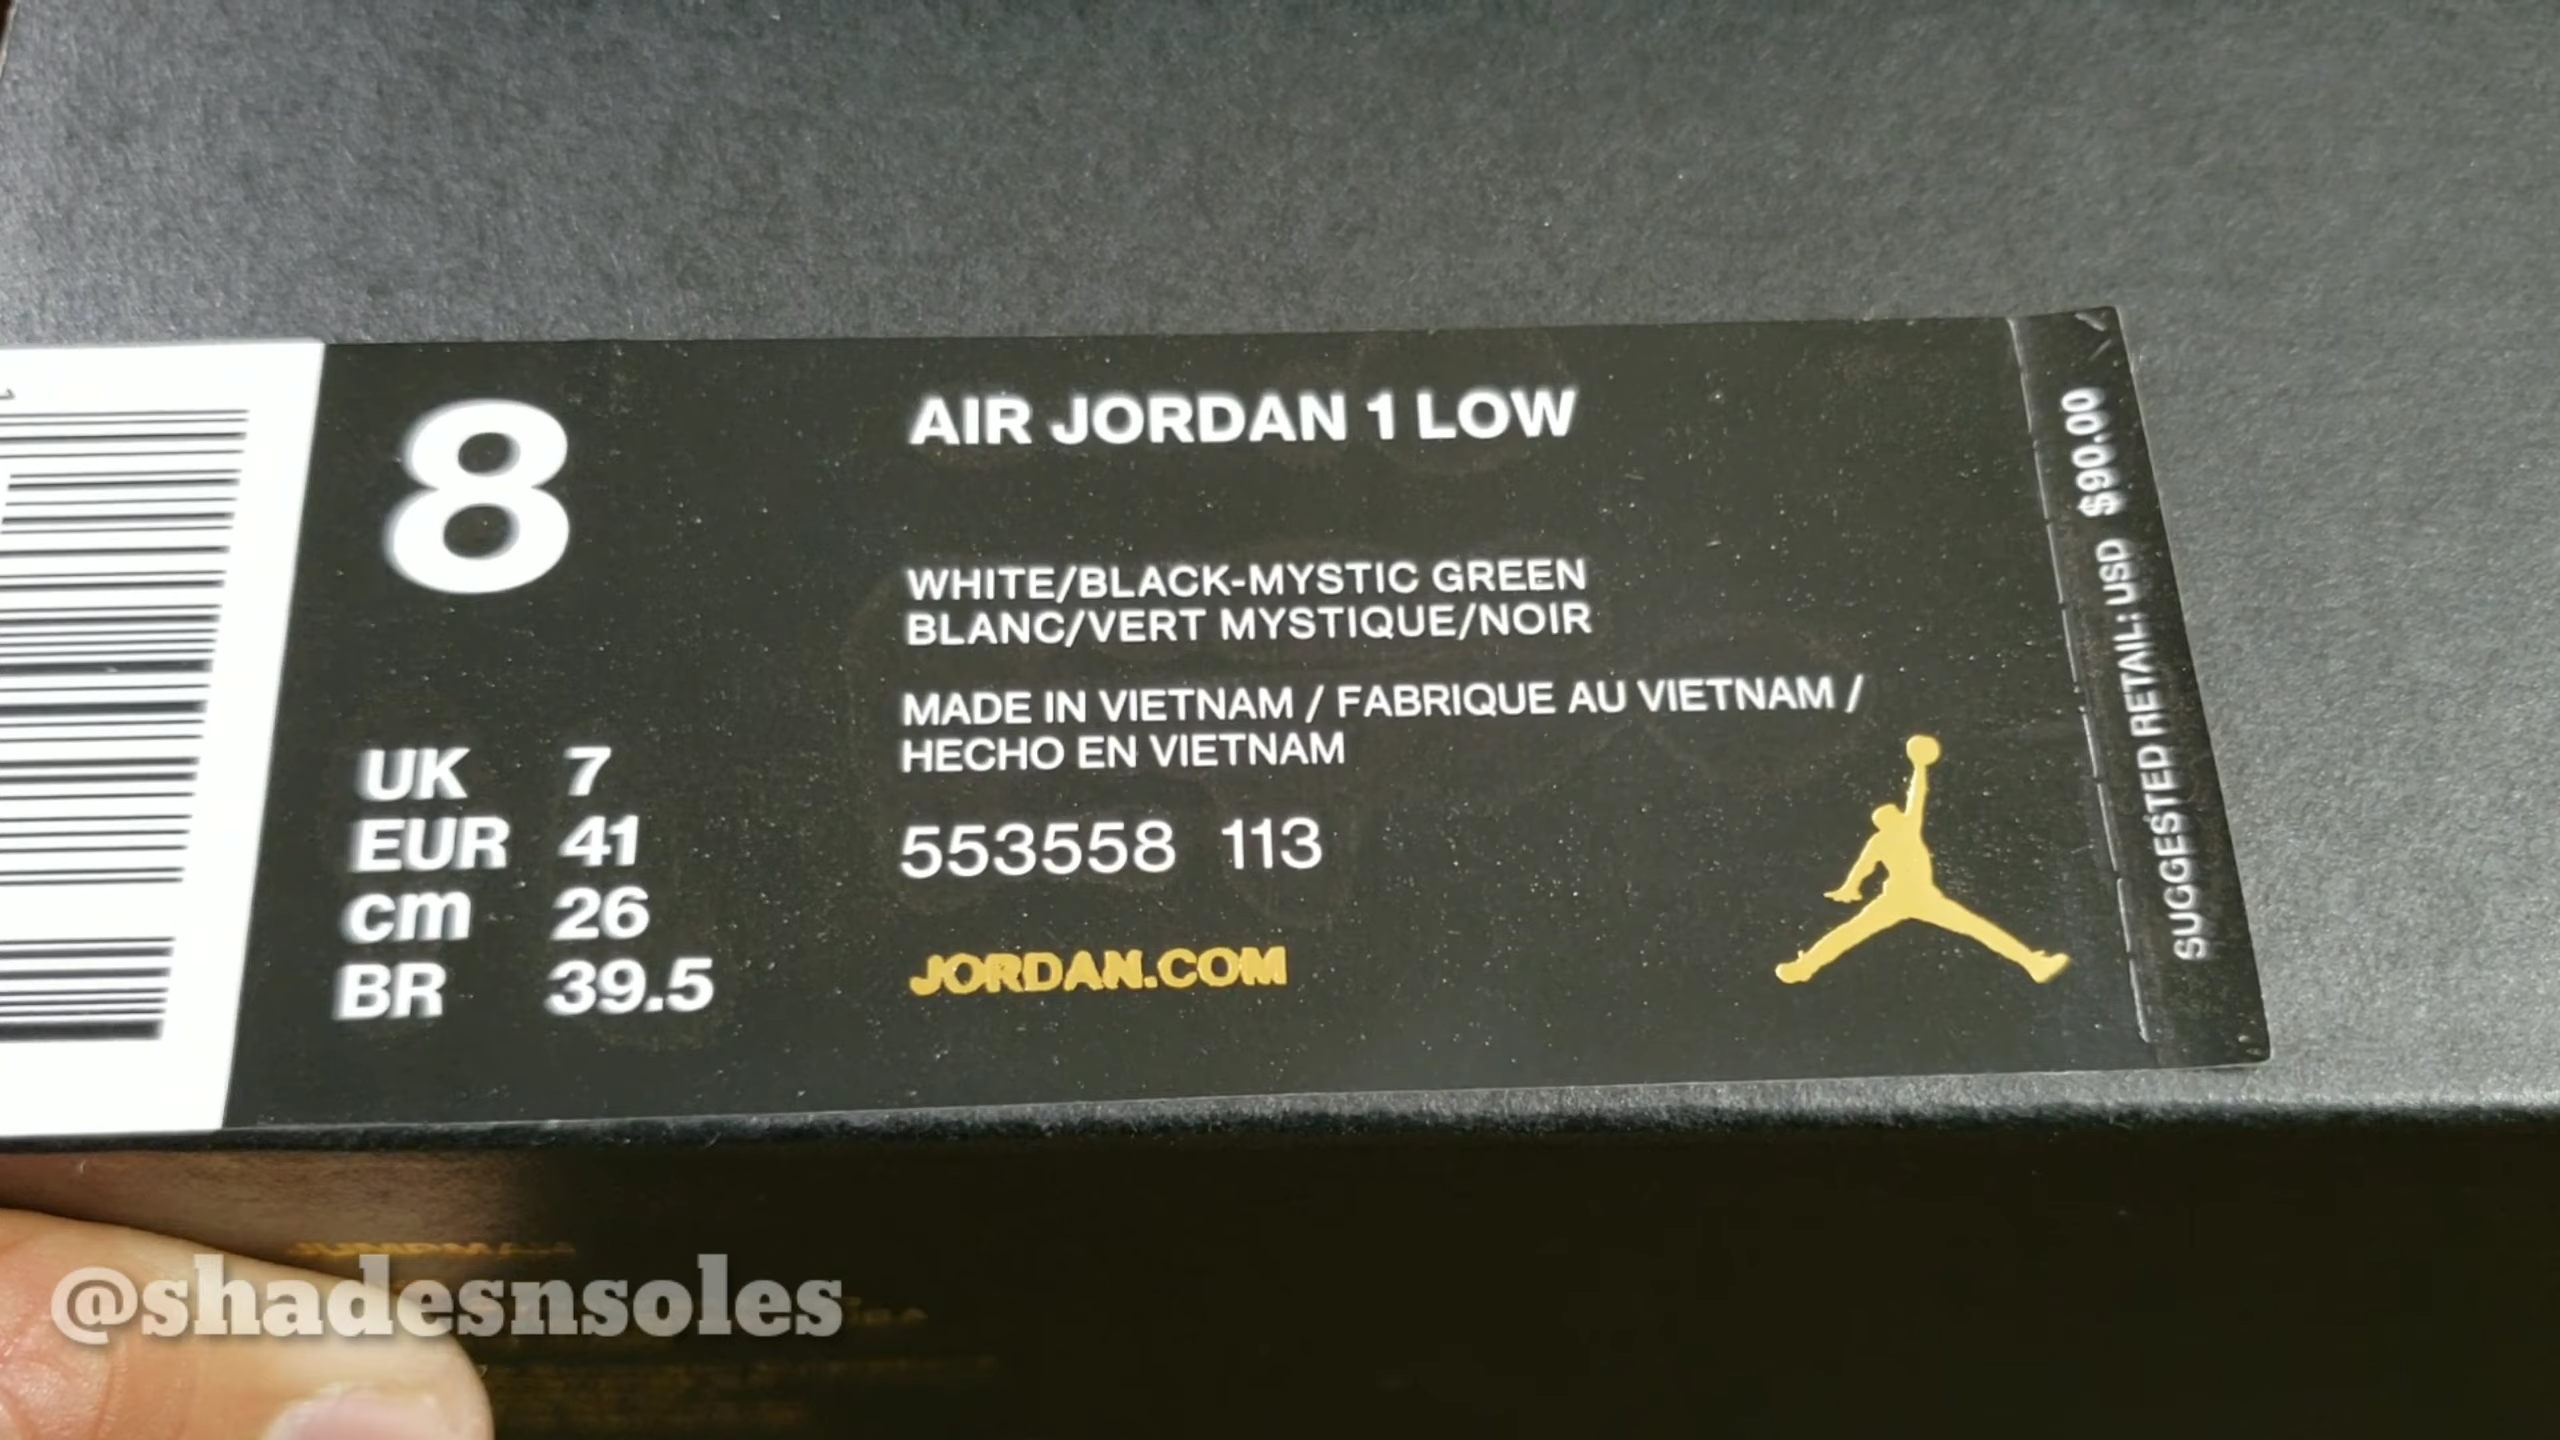 8
UK 7
EUR 41
cm 26
BR 39.5
AIR JORDAN 1 LOW
WHITE/BLACK-MYSTIC GREEN
BLANC/VERT MYSTIQUE/NOIR
MADE IN VIETNAM / FABRIQUE AU VIETNAM /
HECHO EN VIETNAM
553558 113
JORDAN.COM
SUGGESTED RETAIL: USD $90.00
@shadesnsoles